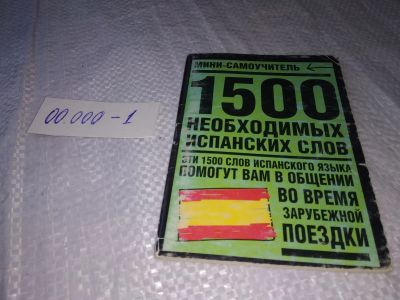 00.000-1
МИНИ-САМОУЧИТЕЛЬ
1500
НЕОБХОДИМЫХ
ИСПАНСКИХ СЛОВ
ЭТИ 1500 СЛОВ ИСПАНСКОГО ЯЗЫКА
ПОМОГУТ ВАМ В ОБЩЕНИИ
ВО ВРЕМЯ
ЗАРУБЕЖНОЙ
ПОЕЗДКИ